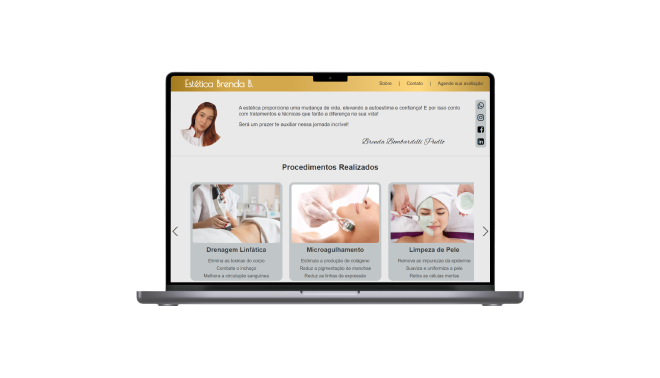 Estética Brenda B.
Sobre | Contato | Agende sua avaliação
A estética proporciona uma mudança de vida, elevando a autoestima e confiança! E por isso conto
com tratamentos e técnicas que farão a diferença na sua vida!
Será um prazer te auxiliar nessa jornada incrível!
Brenda Bombardelli
Procedimentos Realizados
Drenagem Linfática
Elimina as toxinas do corpo
Combate o inchaço
Melhora a circulação sanguínea
Microagulhamento
Estimula a produção de colágeno
Reduz a pigmentação de manchas
Reduz as linhas de expressão
Limpeza de Pele
Remove as impurezas da epiderme
Suaviza e uniformiza a pele
Retira as células mortas